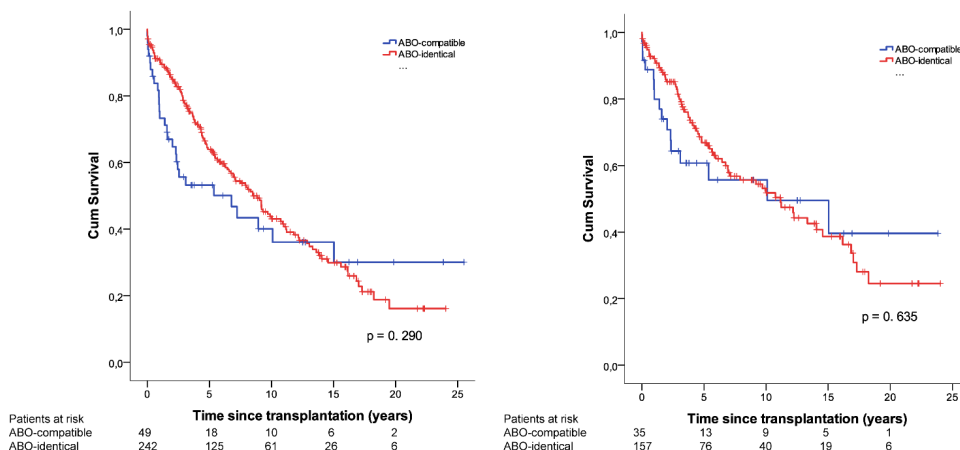 1,0
0,8
0,6
0,4
0,2
0,0
Cum Survival
ABO-compatible
ABO-identical
...
p = 0. 290
0 5 10 15 20 25
Time since transplantation (years)
Patients at risk
ABO-compatible 49 18 10 6 2
ABO-identical 242 125 61 26 6
1,0
0,8
0,6
0,4
0,2
0,0
Cum Survival
ABO-compatible
ABO-identical
...
p = 0. 635
0 5 10 15 20 25
Time since transplantation (years)
Patients at risk
ABO-compatible 35 13 9 5 1
ABO-identical 157 76 40 19 6